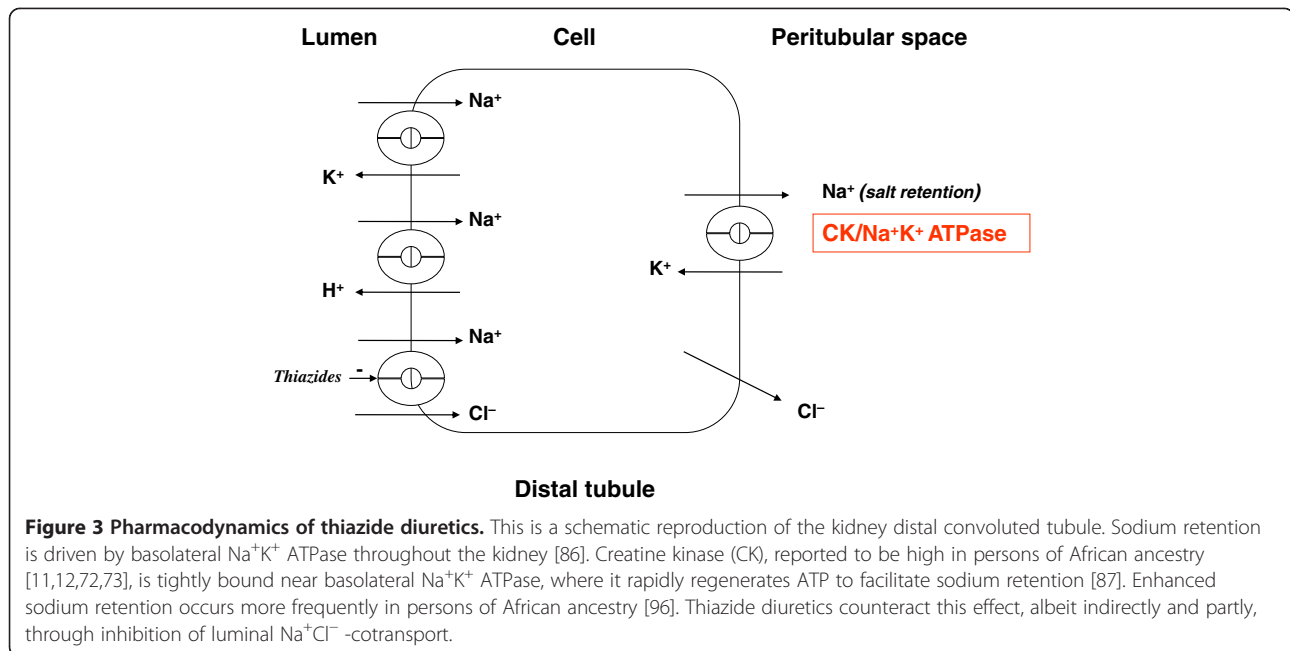 Lumen Cell Peritubular space
Na⁺
K⁺
Na⁺ (salt retention)
Na⁺
CK/Na⁺K⁺ ATPase
K⁺
H⁺
Na⁺
Thiazides -
Cl⁻
Cl⁻
Distal tubule
Figure 3 Pharmacodynamics of thiazide diuretics. This is a schematic reproduction of the kidney distal convoluted tubule. Sodium retention
is driven by basolateral Na⁺K⁺ ATPase throughout the kidney [86]. Creatine kinase (CK), reported to be high in persons of African ancestry
[11,12,72,73], is tightly bound near basolateral Na⁺K⁺ ATPase, where it rapidly regenerates ATP to facilitate sodium retention [87]. Enhanced
sodium retention occurs more frequently in persons of African ancestry [96]. Thiazide diuretics counteract this effect, albeit indirectly and partly,
through inhibition of luminal Na⁺Cl⁻ -cotransport.